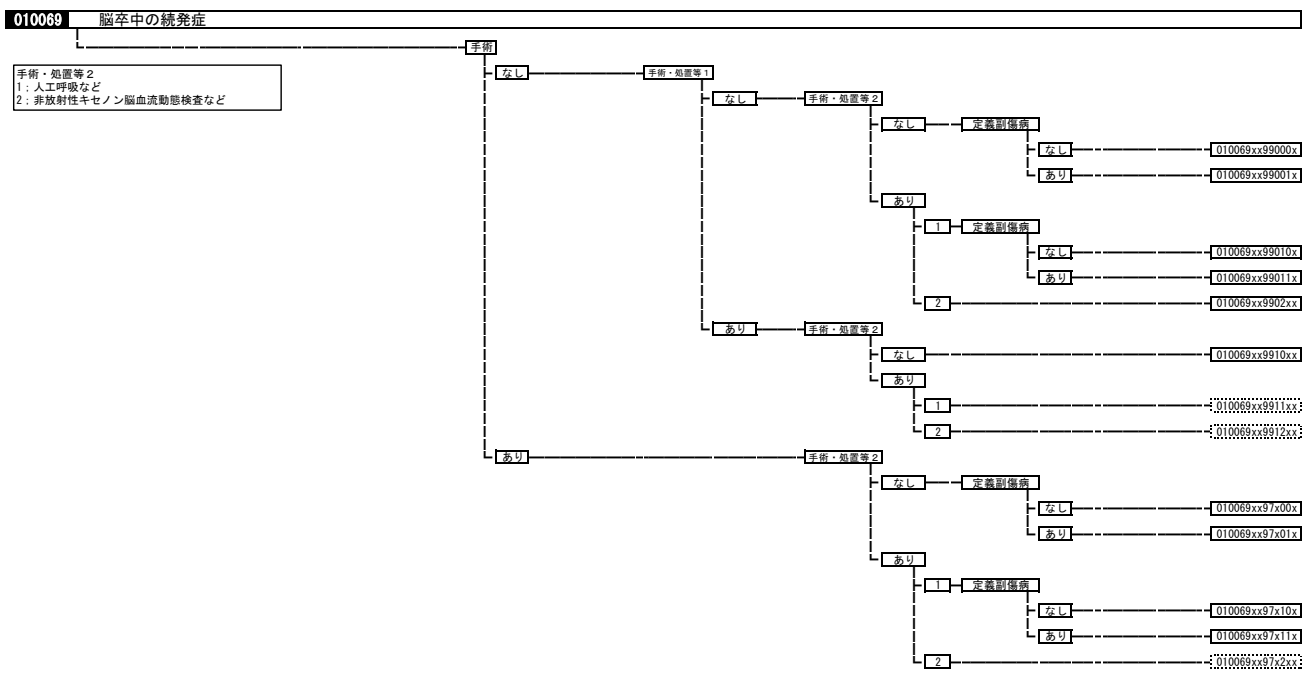 010069 脳卒中の続発症
手術
手術・処置等2
1；人工呼吸など
2；非放射性キセノン脳血流動態検査など
なし 手術・処置等1
なし 手術・処置等2
なし 定義副傷病
なし 010069xx99000x
あり 010069xx99001x
あり
1 定義副傷病
なし 010069xx99010x
あり 010069xx99011x
2 010069xx9902xx
あり 手術・処置等2
なし 010069xx9910xx
あり
1 010069xx9911xx
2 010069xx9912xx
あり 手術・処置等2
なし 定義副傷病
なし 010069xx97x00x
あり 010069xx97x01x
あり
1 定義副傷病
なし 010069xx97x10x
あり 010069xx97x11x
2 010069xx97x2xx